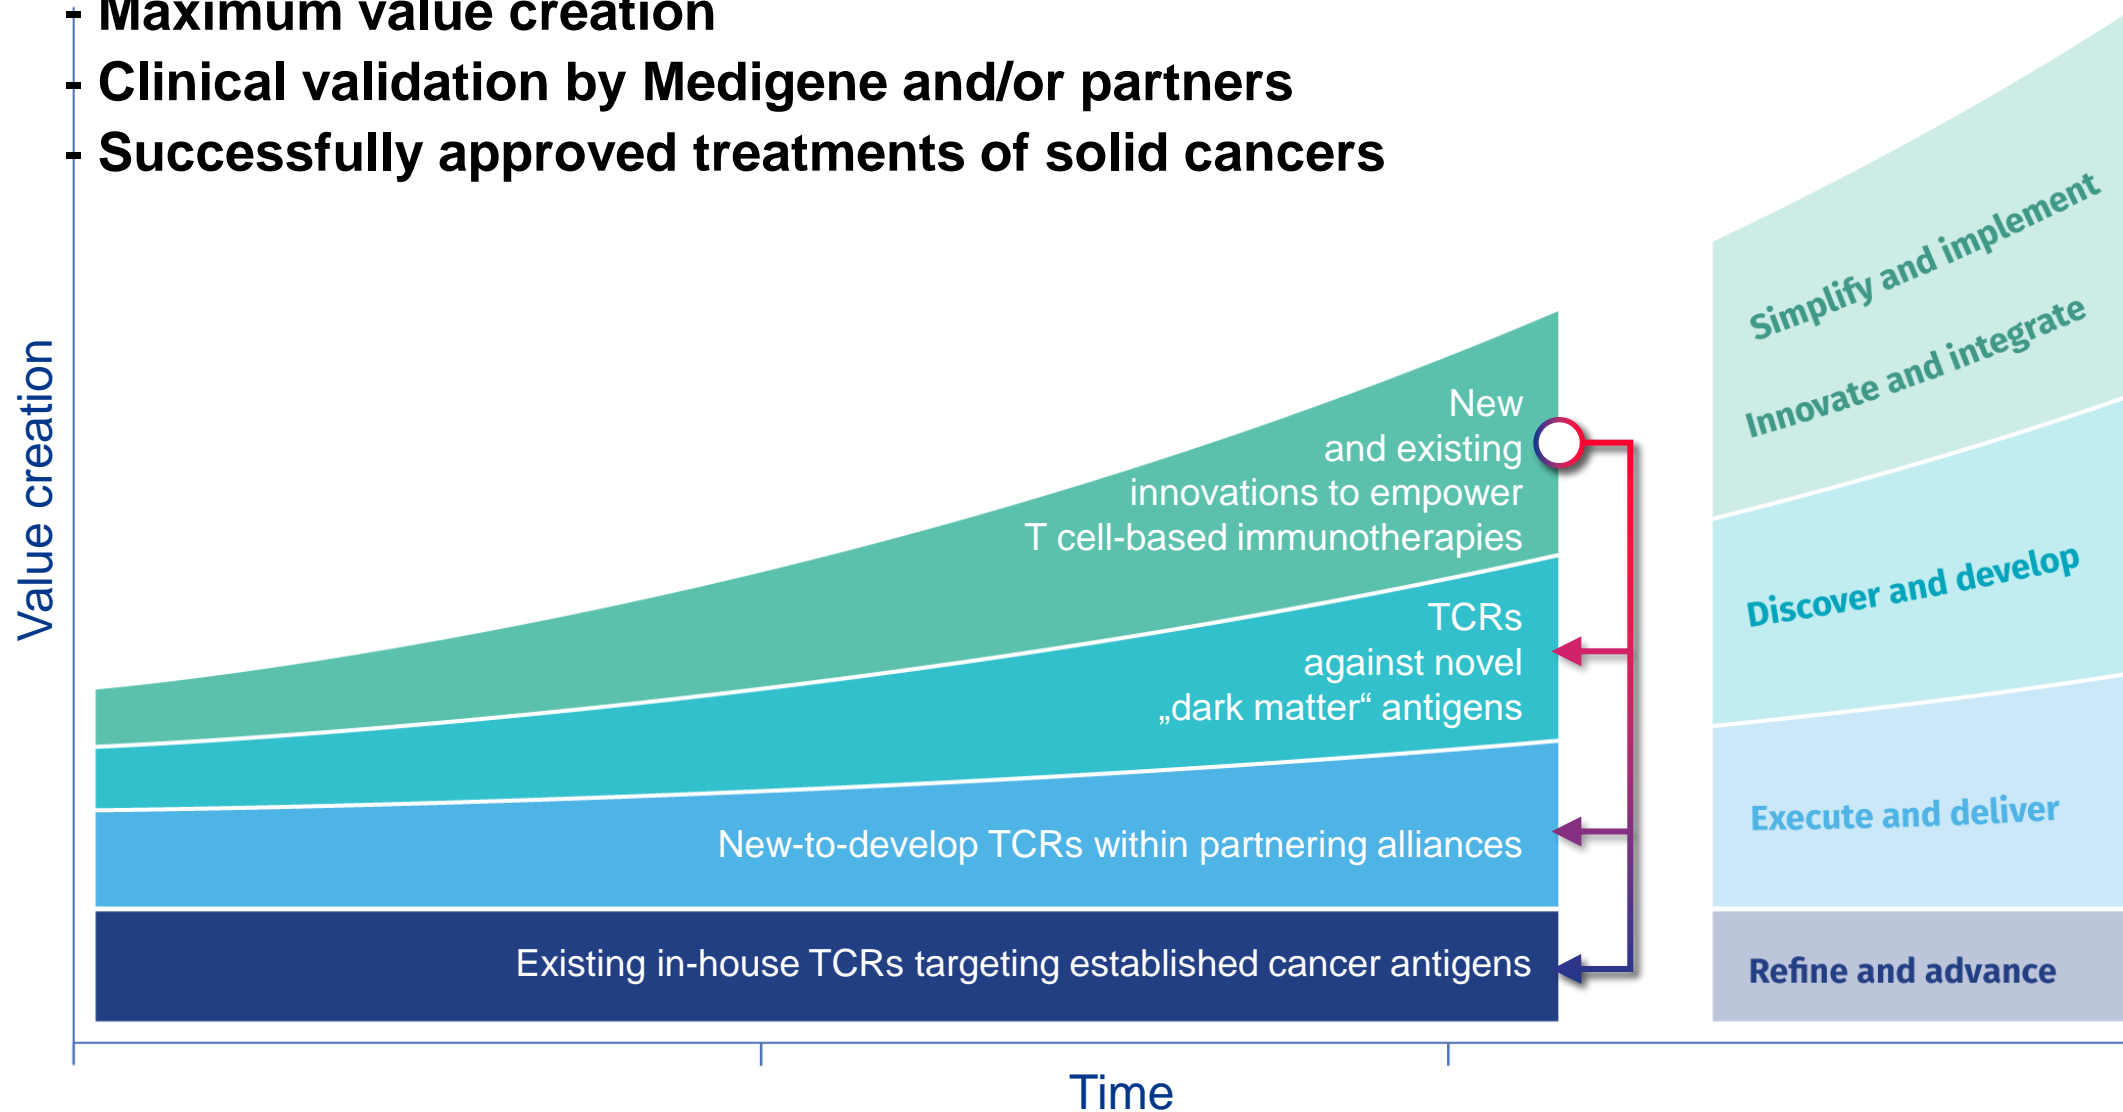 - Maximum value creation
- Clinical validation by Medigene and/or partners
- Successfully approved treatments of solid cancers
Value creation
New
and existing
innovations to empower
T cell-based immunotherapies
TCRs
against novel
„dark matter“ antigens
New-to-develop TCRs within partnering alliances
Existing in-house TCRs targeting established cancer antigens
Simplify and implement
Innovate and integrate
Discover and develop
Execute and deliver
Refine and advance
Time